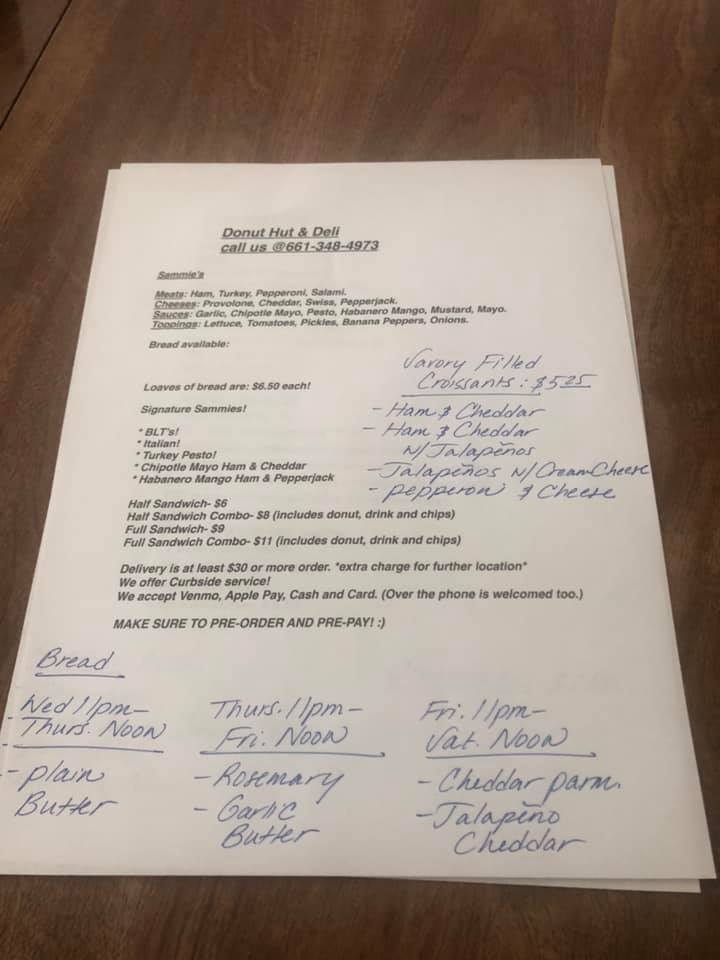 Donut Hut & Deli
call us @661-348-4973
Sammie's
Meats: Ham, Turkey, Pepperoni, Salami.
Cheeses: Provolone, Cheddar, Swiss, Pepperjack.
Sauces: Garlic, Chipotle Mayo, Pesto, Habanero Mango, Mustard, Mayo.
Toppings: Lettuce, Tomatoes, Pickles, Banana Peppers, Onions.
Bread available:
Loaves of bread are: $6.50 each!
Signature Sammies!
* BLT's!
* Italian!
* Turkey Pesto!
* Chipotle Mayo Ham & Cheddar
* Habanero Mango Ham & Pepperjack
Savory Filled
Croissants: $5.25
- Ham & Cheddar
- Ham & Cheddar
W/Jalapeños
- Jalapeños W/Cream Cheese
- Pepperoni & Cheese
Half Sandwich- $6
Half Sandwich Combo- $8 (includes donut, drink and chips)
Full Sandwich- $9
Full Sandwich Combo- $11 (includes donut, drink and chips)
Delivery is at least $30 or more order. *extra charge for further location*
We offer Curbside service!
We accept Venmo, Apple Pay, Cash and Card. (Over the phone is welcomed too.)
MAKE SURE TO PRE-ORDER AND PRE-PAY! :)
Bread
- Wed 11pm-
- Thurs. Noon
- Plain
Butter
Thurs. 11pm-
Fri. Noon
- Rosemary
- Garlic
Butter
Fri. 11pm-
Sat. Noon
- Cheddar parm.
- Jalapeño
Cheddar